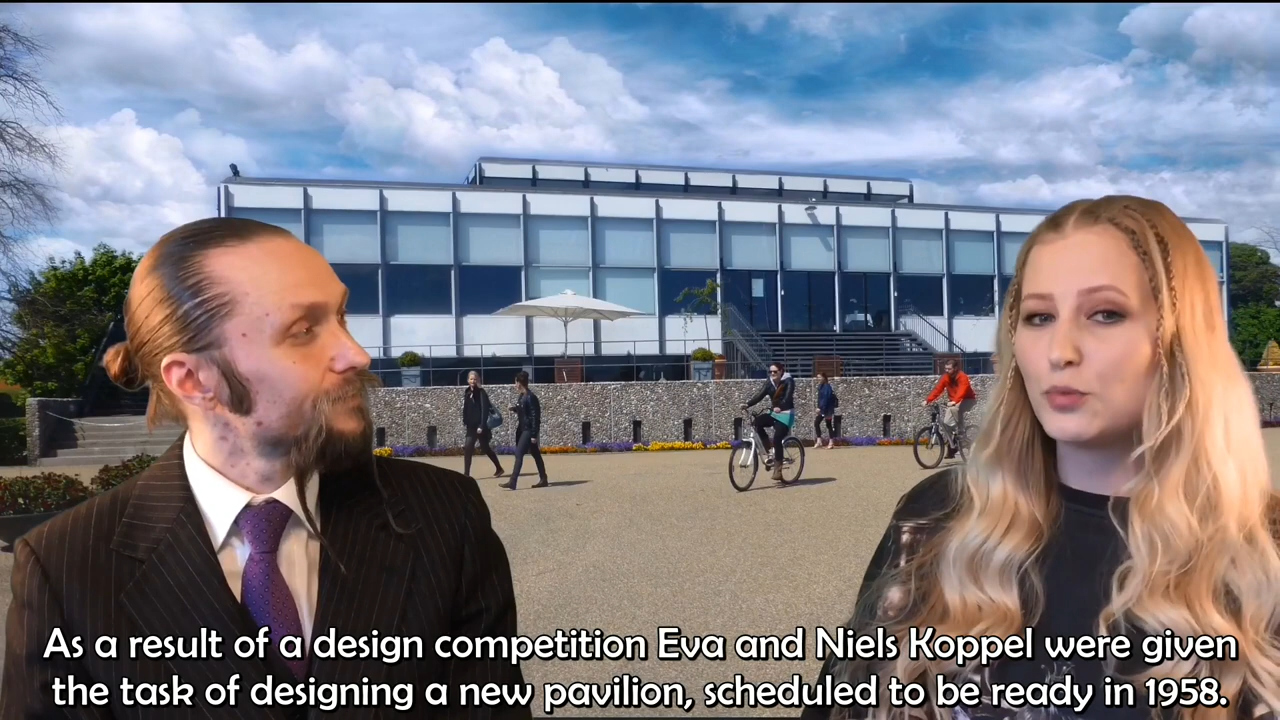 As a result of a design competition Eva and Niels Koppel were given
the task of designing a new pavilion, scheduled to be ready in 1958.